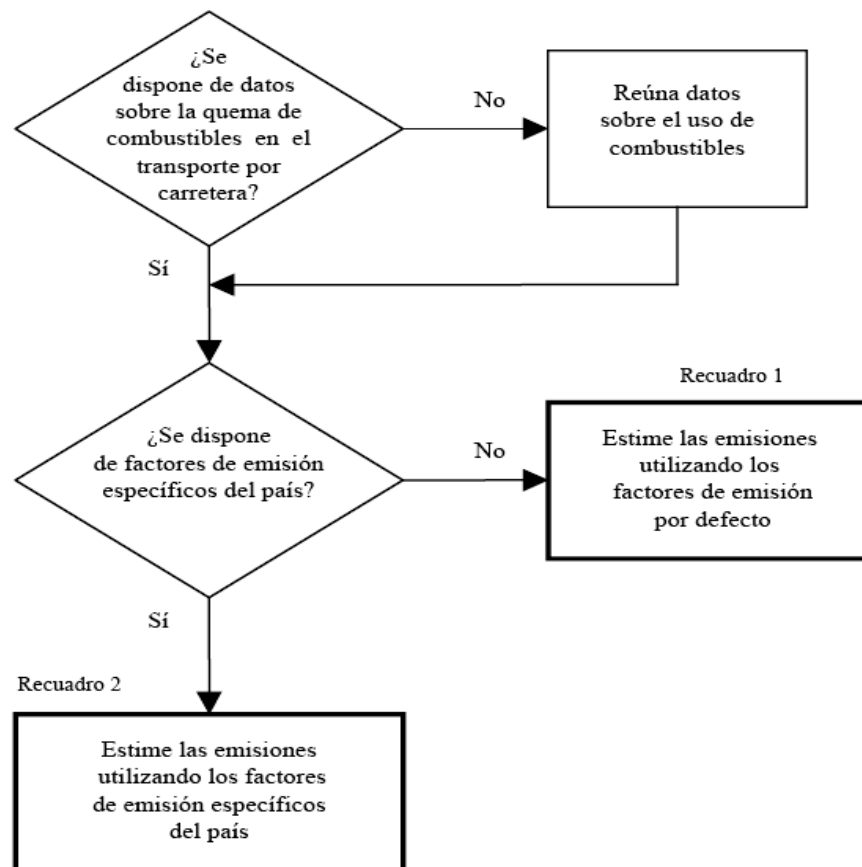 ¿Se
dispone de datos
sobre la quema de
combustibles en el
transporte por
carretera?
No
Reúna datos
sobre el uso de
combustibles
Sí
Recuadro 1
¿Se dispone
de factores de emisión
específicos del país?
No
Estime las emisiones
utilizando los
factores de emisión
por defecto
Sí
Recuadro 2
Estime las emisiones
utilizando los factores
de emisión específicos
del país